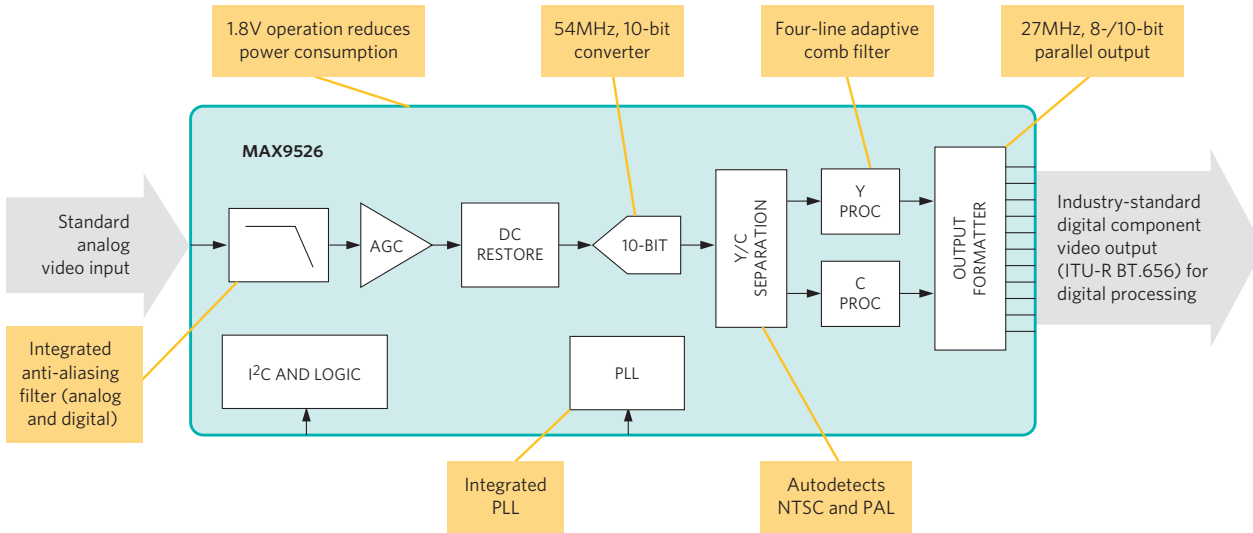 1.8V operation reduces
power consumption
54MHz, 10-bit
converter
Four-line adaptive
comb filter
27MHz, 8-/10-bit
parallel output
MAX9526
Standard
analog
video input
AGC
DC
RESTORE
10-BIT
Y/C
SEPARATION
Y
PROC
C
PROC
OUTPUT
FORMATTER
Industry-standard
digital component
video output
(ITU-R BT.656) for
digital processing
Integrated
anti-aliasing
filter (analog
and digital)
I²C AND LOGIC
PLL
Integrated
PLL
Autodetects
NTSC and PAL